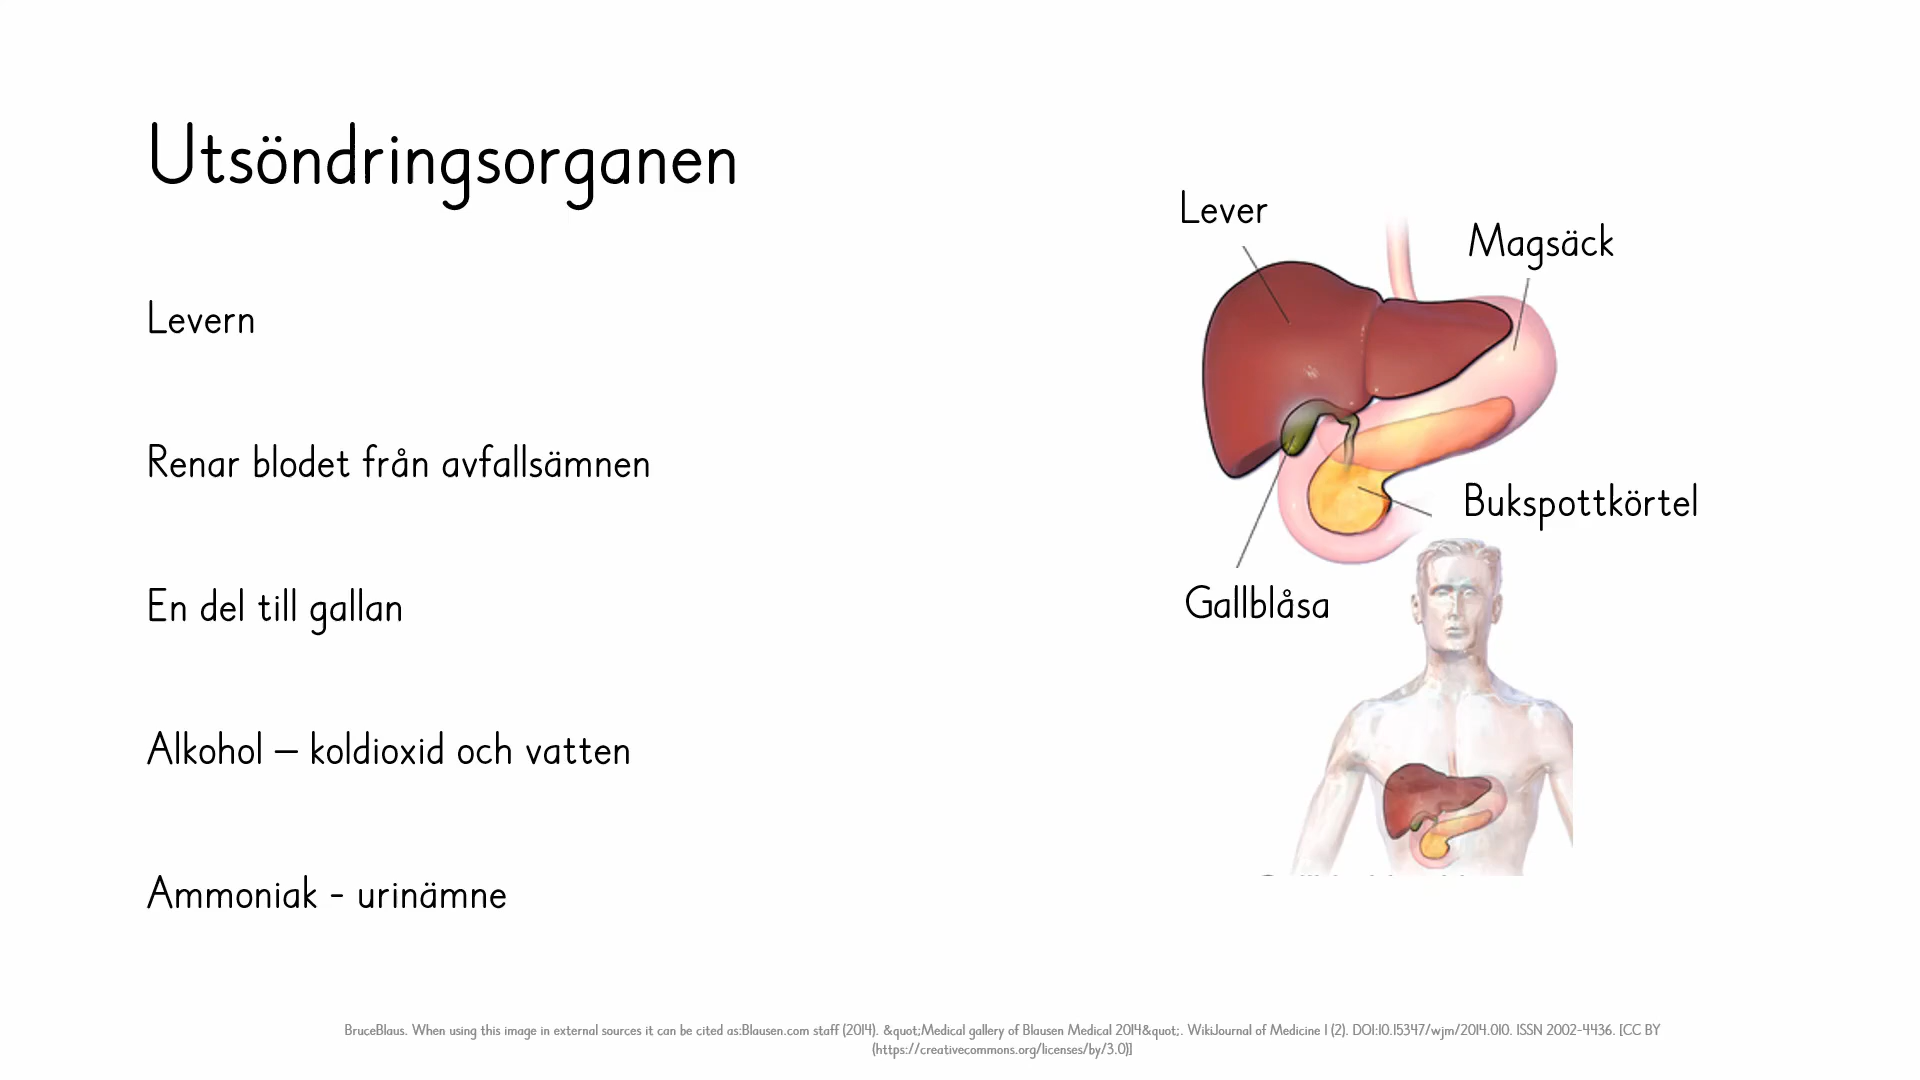 Utsöndringsorganen
Levern
Renar blodet från avfallsämnen
En del till gallan
Alkohol – koldioxid och vatten
Ammoniak - urinämne
Lever
Magsäck
Bukspottkörtel
Gallblåsa
BruceBlaus. When using this image in external sources it can be cited as:Blausen.com staff (2014). &quot;Medical gallery of Blausen Medical 2014&quot;. WikiJournal of Medicine 1 (2). DOI:10.15347/wjm/2014.010. ISSN 2002-4436. [CC BY
(https://creativecommons.org/licenses/by/3.0)]